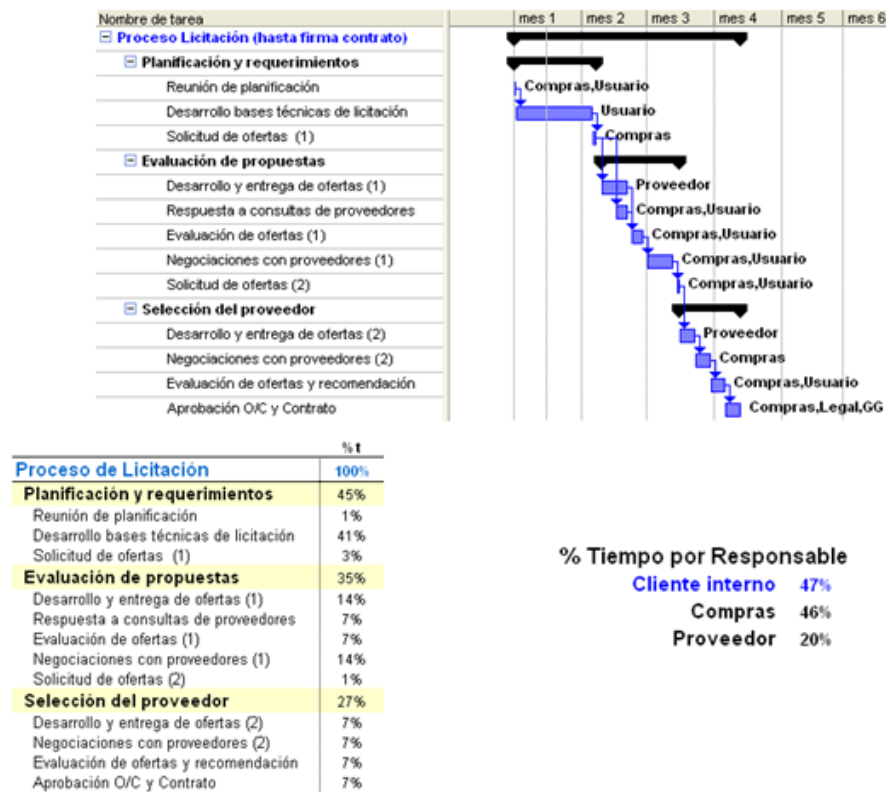 Nombre de tarea mes 1 mes 2 mes 3 mes 4 mes 5 mes 6
Proceso Licitación (hasta firma contrato)
Planificación y requerimientos
Reunión de planificación Compras,Usuario
Desarrollo bases técnicas de licitación Usuario
Solicitud de ofertas (1) Compras
Evaluación de propuestas
Desarrollo y entrega de ofertas (1) Proveedor
Respuesta a consultas de proveedores Compras,Usuario
Evaluación de ofertas (1) Compras,Usuario
Negociaciones con proveedores (1) Compras,Usuario
Solicitud de ofertas (2) Compras,Usuario
Selección del proveedor
Desarrollo y entrega de ofertas (2) Proveedor
Negociaciones con proveedores (2) Compras
Evaluación de ofertas y recomendación Compras,Usuario
Aprobación O/C y Contrato Compras,Legal,GG
% t
Proceso de Licitación 100%
Planificación y requerimientos 45%
Reunión de planificación 1%
Desarrollo bases técnicas de licitación 41%
Solicitud de ofertas (1) 3%
Evaluación de propuestas 35%
Desarrollo y entrega de ofertas (1) 14%
Respuesta a consultas de proveedores 7%
Evaluación de ofertas (1) 7%
Negociaciones con proveedores (1) 14%
Solicitud de ofertas (2) 1%
Selección del proveedor 27%
Desarrollo y entrega de ofertas (2) 7%
Negociaciones con proveedores (2) 7%
Evaluación de ofertas y recomendación 7%
Aprobación O/C y Contrato 7%
% Tiempo por Responsable
Cliente interno 47%
Compras 46%
Proveedor 20%